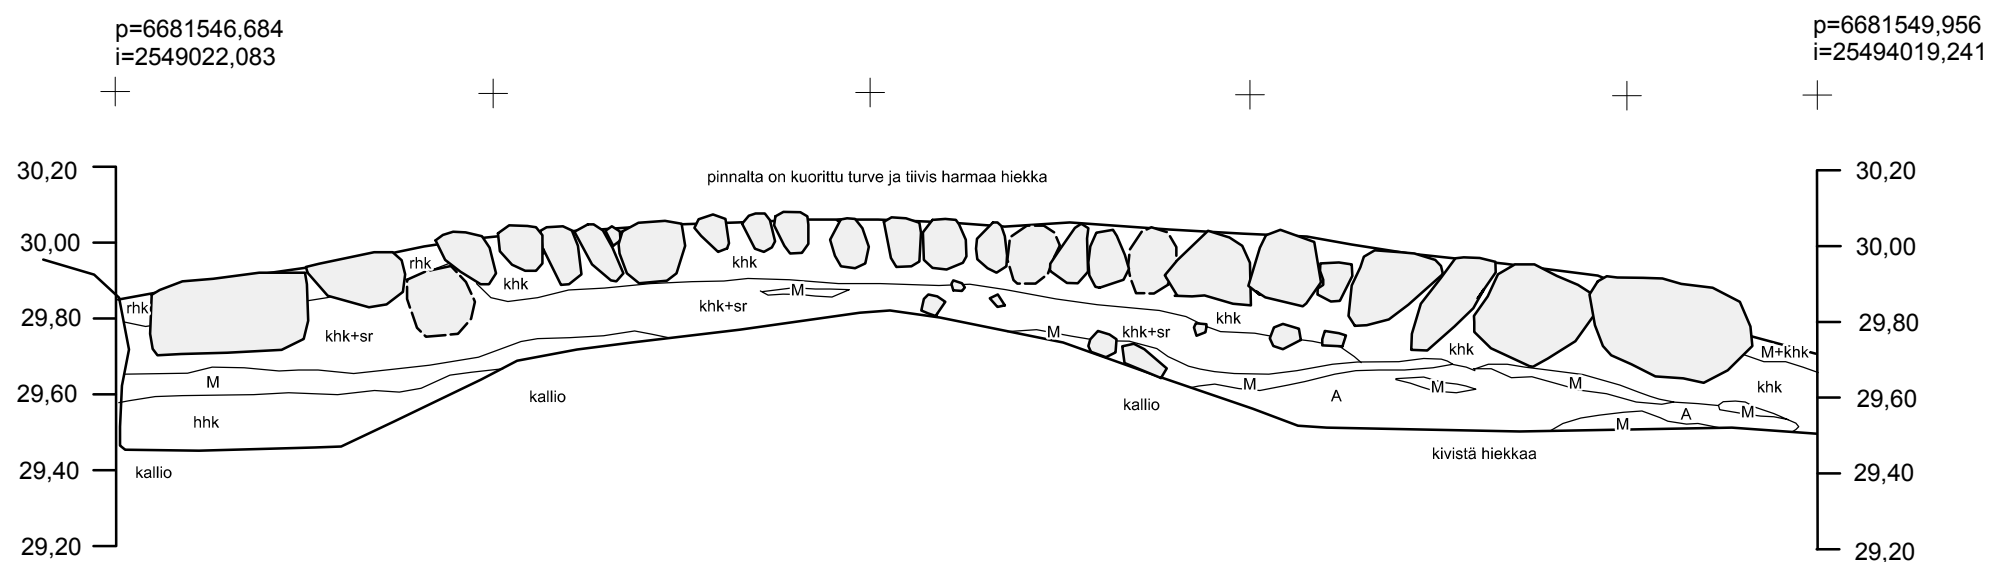 p=6681546,684
i=2549022,083
p=6681549,956
i=25494019,241
pinnalta on kuorittu turve ja tiivis harmaa hiekka
30,20
30,00
29,80
29,60
29,40
29,20
30,20
30,00
29,80
29,60
29,40
29,20
rhk
rhk
khk
khk
khk+sr
khk+sr
M
M
hhk
kallio
kallio
M
khk+sr
khk
khk
M
A
M
M
kallio
M+khk
khk
A
M
M
kivistä hiekkaa